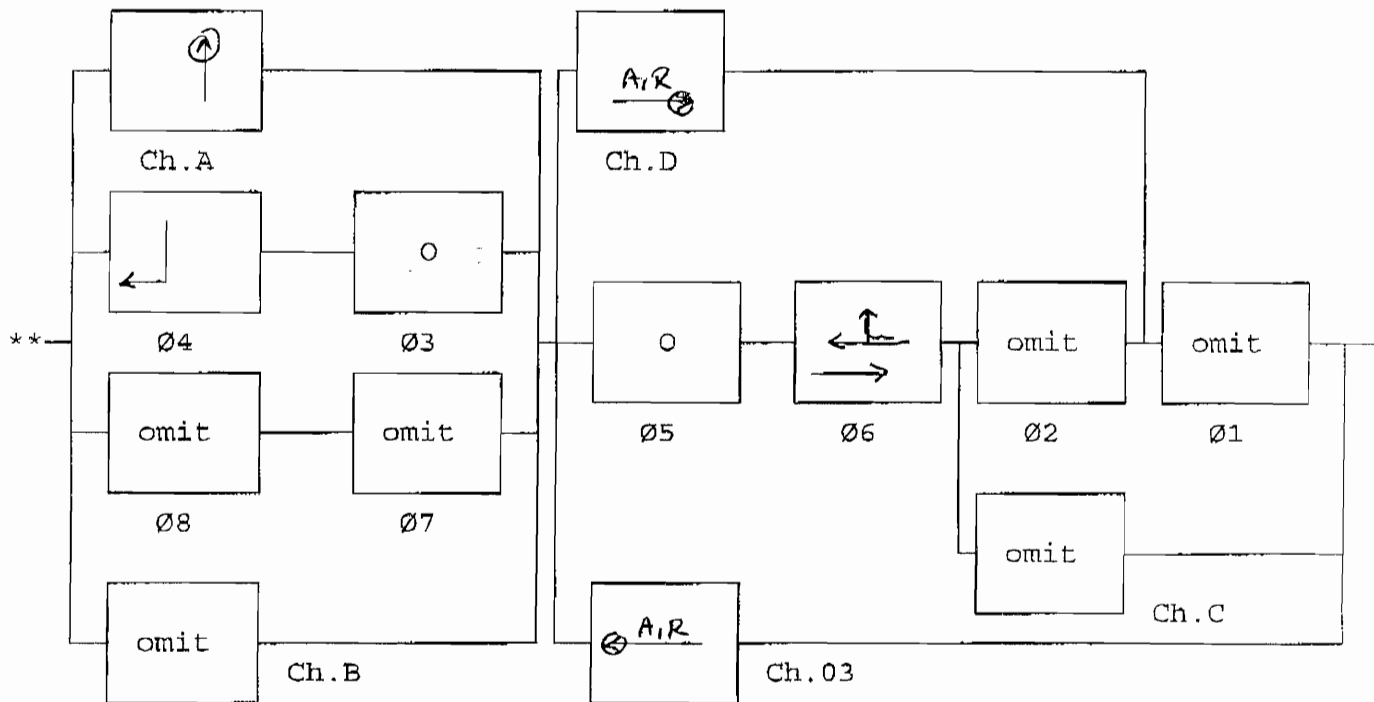 A,R
Ch.A
Ch.D
O
Ø4
Ø3
**
O
omit
omit
Ø5
Ø6
Ø2
Ø1
omit
omit
Ø8
Ø7
omit
omit
A,R
Ch.B
Ch.03
Ch.C